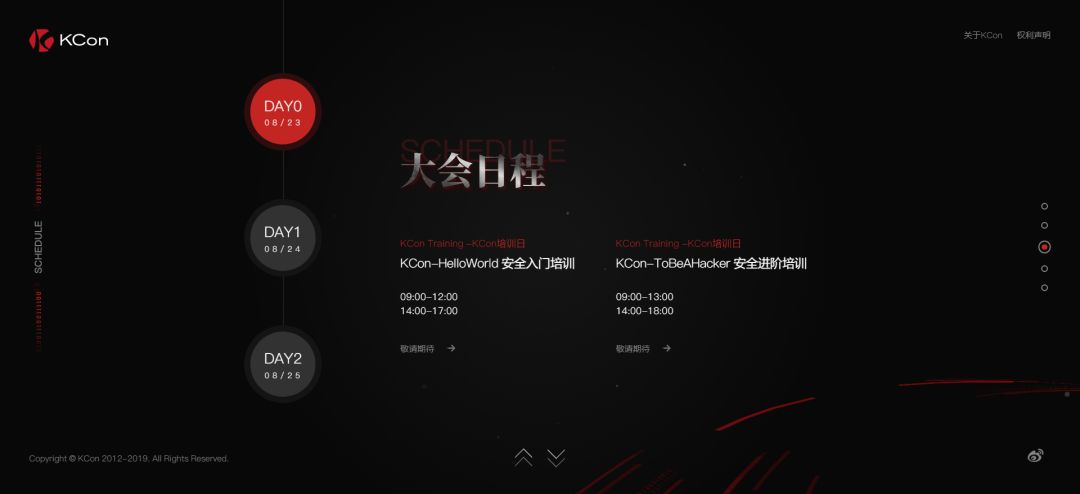 KCon
关于KCon 权利声明
DAY0
08/23
DAY1
08/24
DAY2
08/25
SCHEDULE
SCHEDULE
大会日程
KCon Training -KCon培训日
KCon-HelloWorld 安全入门培训
09:00-12:00
14:00-17:00
敬请期待
KCon Training -KCon培训日
KCon-ToBeAHacker 安全进阶培训
09:00-13:00
14:00-18:00
敬请期待
Copyright © KCon 2012-2019. All Rights Reserved.